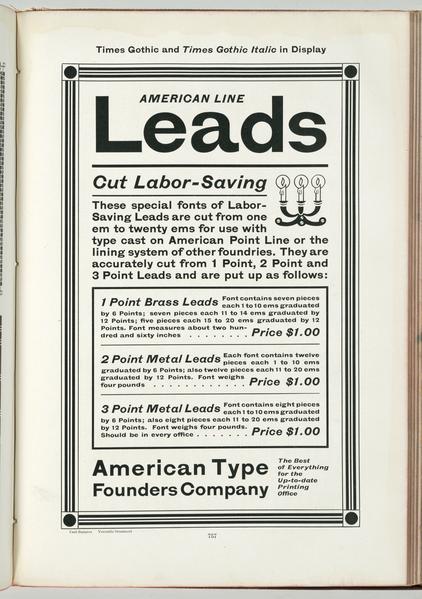 Times Gothic and Times Gothic Italic in Display
AMERICAN LINE
Leads
Cut Labor-Saving
These special fonts of Labor-
Saving Leads are cut from one
em to twenty ems for use with
type cast on American Point Line or the
lining system of other foundries. They are
accurately cut from 1 Point, 2 Point and
3 Point Leads and are put up as follows:
1 Point Brass Leads Font contains seven pieces
each 1 to 10 ems graduated
by 6 Points; seven pieces each 11 to 14 ems graduated by 12
Points; five pieces each 15 to 20 ems graduated by 12
Points. Font measures about two hun-
dred and sixty inches . . . . . . . . Price $1.00
2 Point Metal Leads Each font contains twelve
pieces each 1 to 10 ems
graduated by 6 Points; also twelve pieces each 11 to 20 ems
graduated by 12 Points. Font weighs
four pounds . . . . . . . . . . . . Price $1.00
3 Point Metal Leads Font contains eight pieces
each 1 to 10 ems graduated
by 6 Points; also eight pieces each 11 to 20 ems graduated
by 12 Points. Font weighs four pounds.
Should be in every office . . . . . . . Price $1.00
American Type
Founders Company
The Best
of Everything
for the
Up-to-date
Printing
Office
757